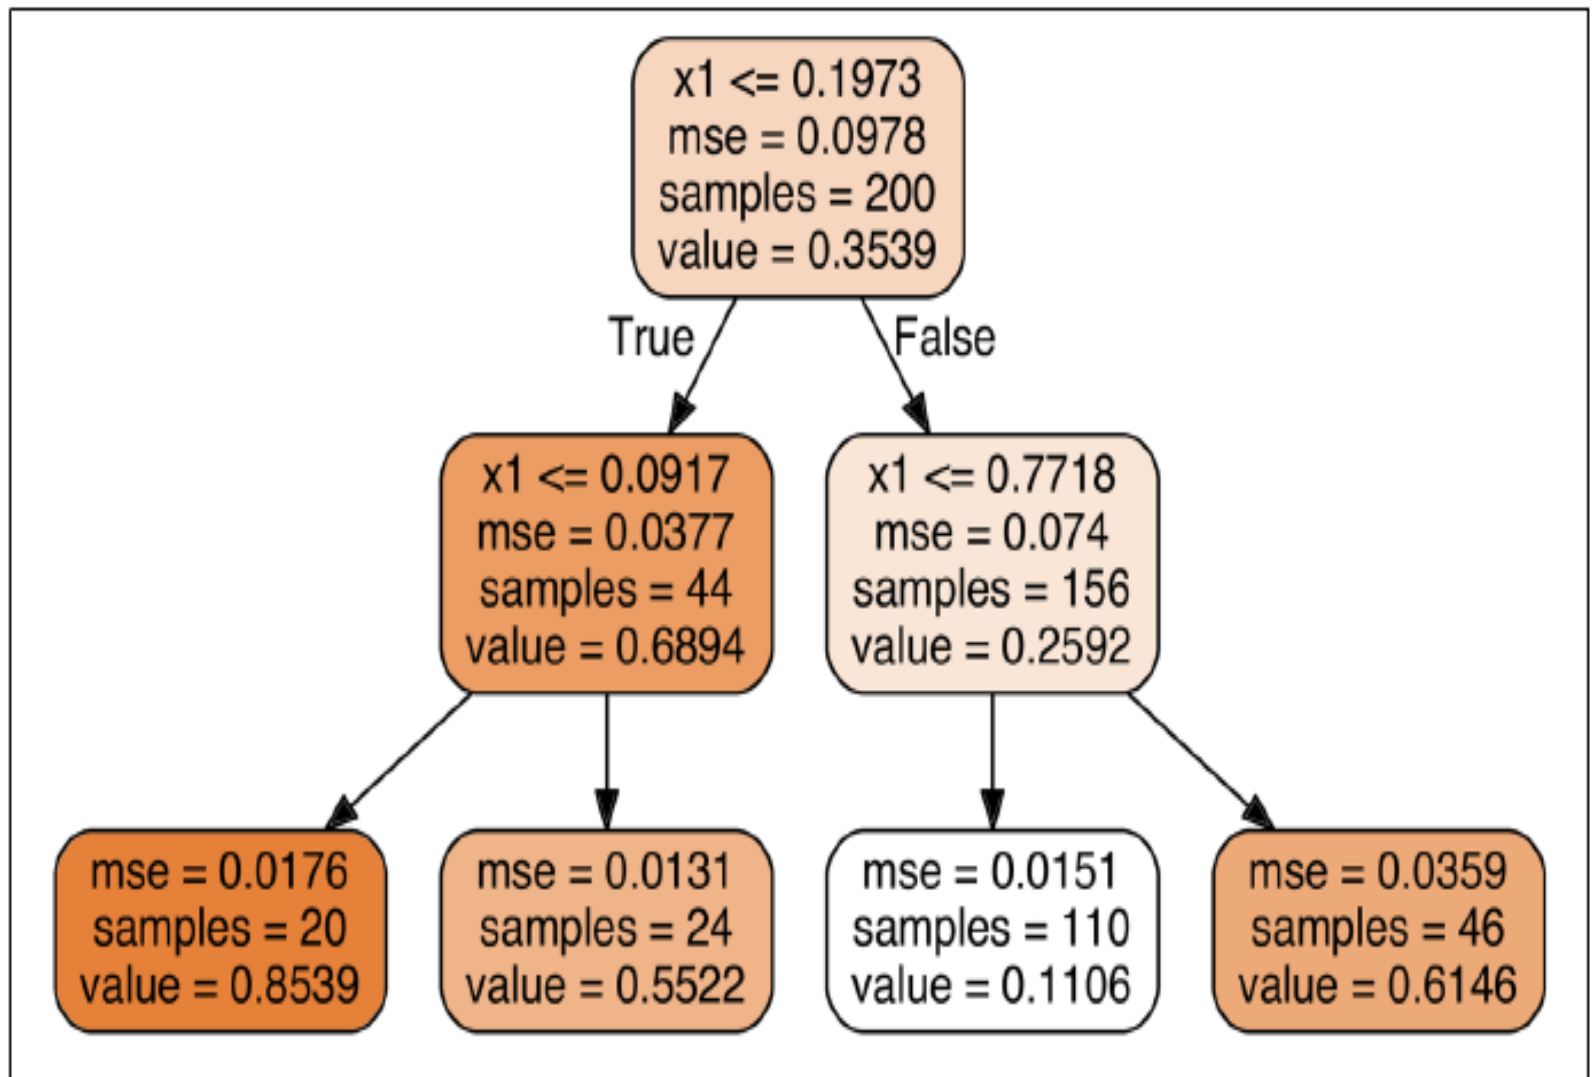 x1 <= 0.1973
mse = 0.0978
samples = 200
value = 0.3539
True
False
x1 <= 0.0917
mse = 0.0377
samples = 44
value = 0.6894
x1 <= 0.7718
mse = 0.074
samples = 156
value = 0.2592
mse = 0.0176
samples = 20
value = 0.8539
mse = 0.0131
samples = 24
value = 0.5522
mse = 0.0151
samples = 110
value = 0.1106
mse = 0.0359
samples = 46
value = 0.6146